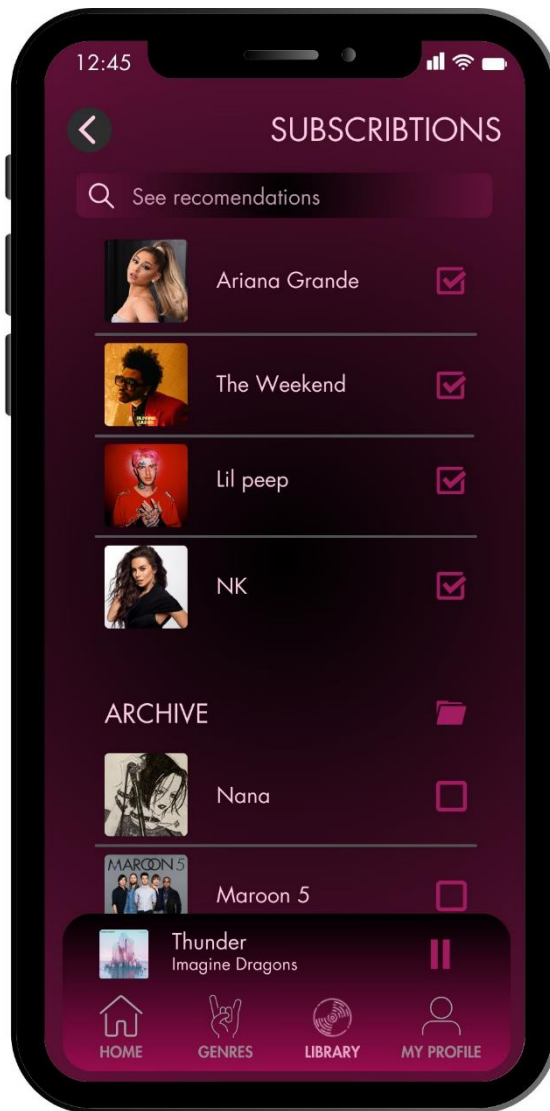 12:45
SUBSCRIBTIONS
See recomendations
Ariana Grande
The Weekend
Lil peep
NK
ARCHIVE
Nana
MAROON 5
Maroon 5
Thunder
Imagine Dragons
HOME GENRES LIBRARY MY PROFILE